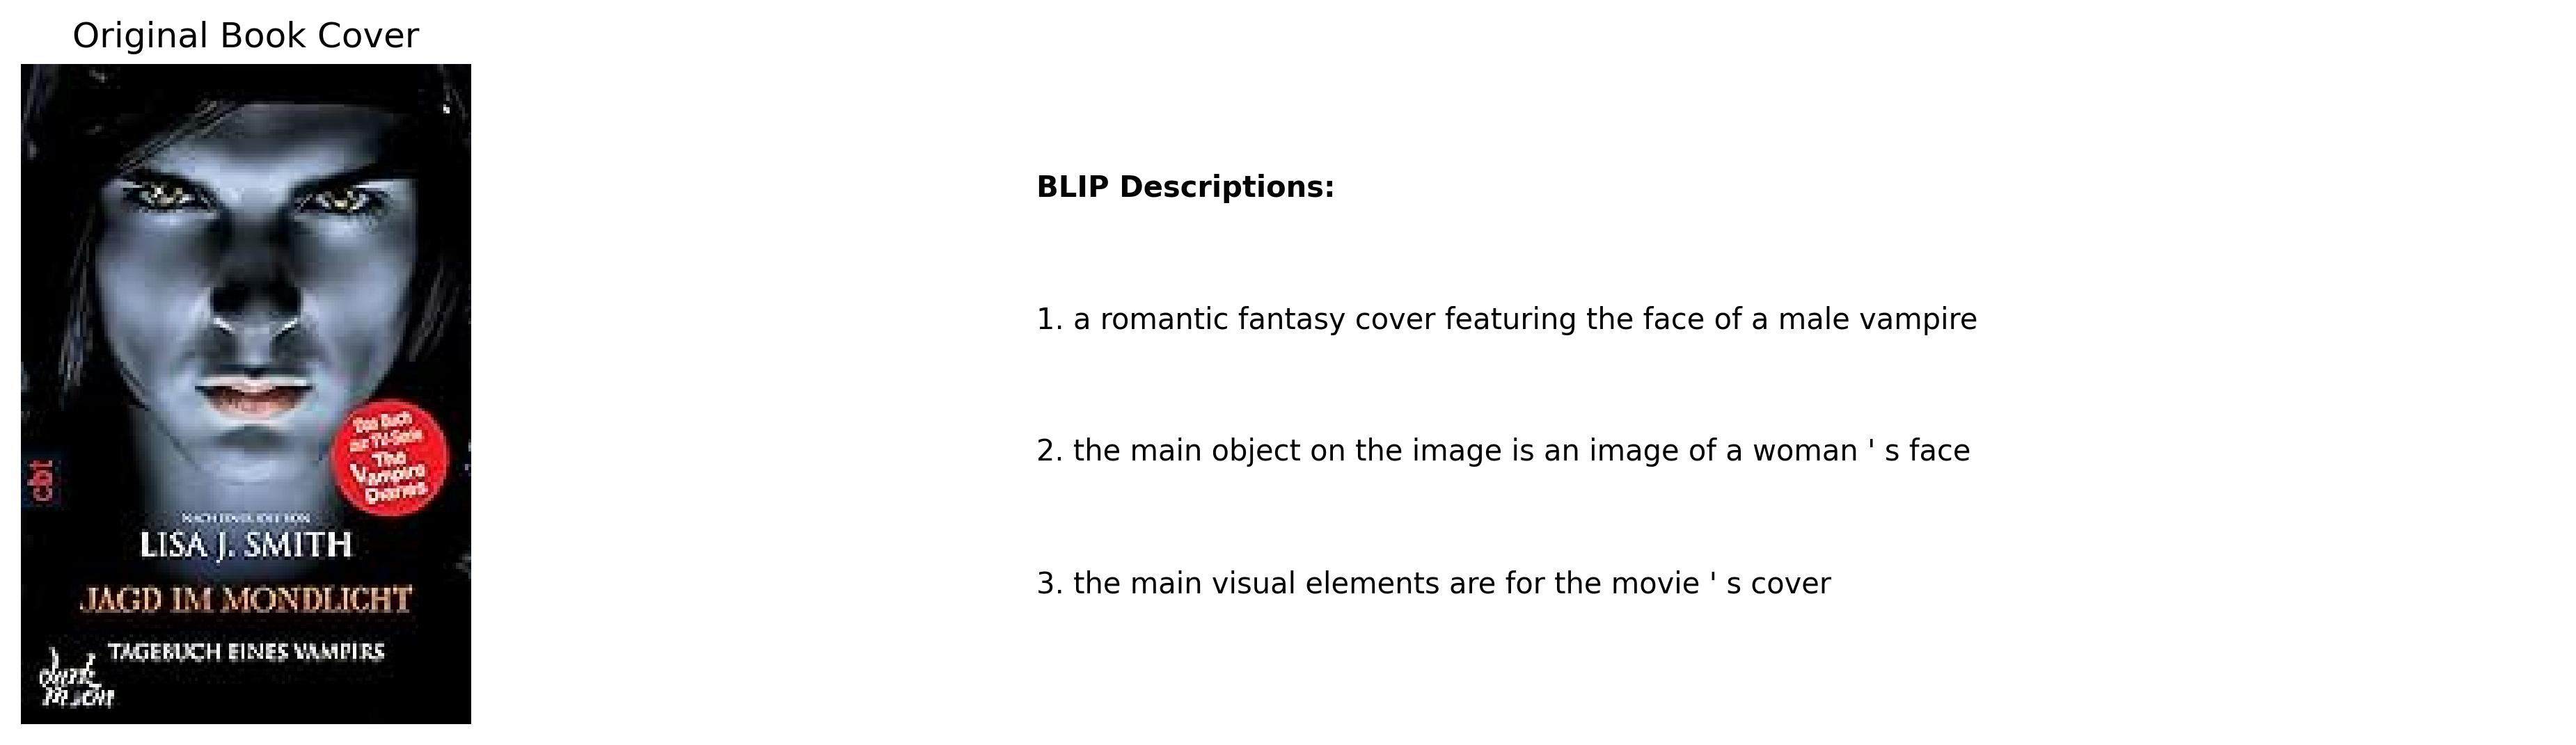 Original Book Cover
Das Buch
zur TV-Serie
The
Vampire
Diaries
cbt
NACH EINER IDEE VON
LISA J. SMITH
JAGD IM MONDLICHT
TAGEBUCH EINES VAMPIRS
BLIP Descriptions:
1. a romantic fantasy cover featuring the face of a male vampire
2. the main object on the image is an image of a woman ' s face
3. the main visual elements are for the movie ' s cover